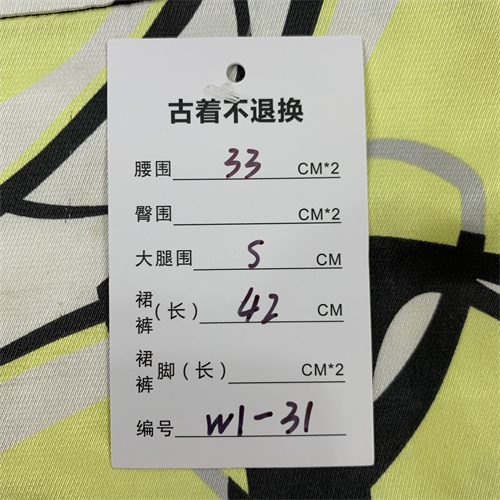 古着不退换
腰围 33 CM*2
臀围 CM*2
大腿围 S CM
裙裤(长) 42 CM
裙裤脚(长) CM*2
编号 W1-31